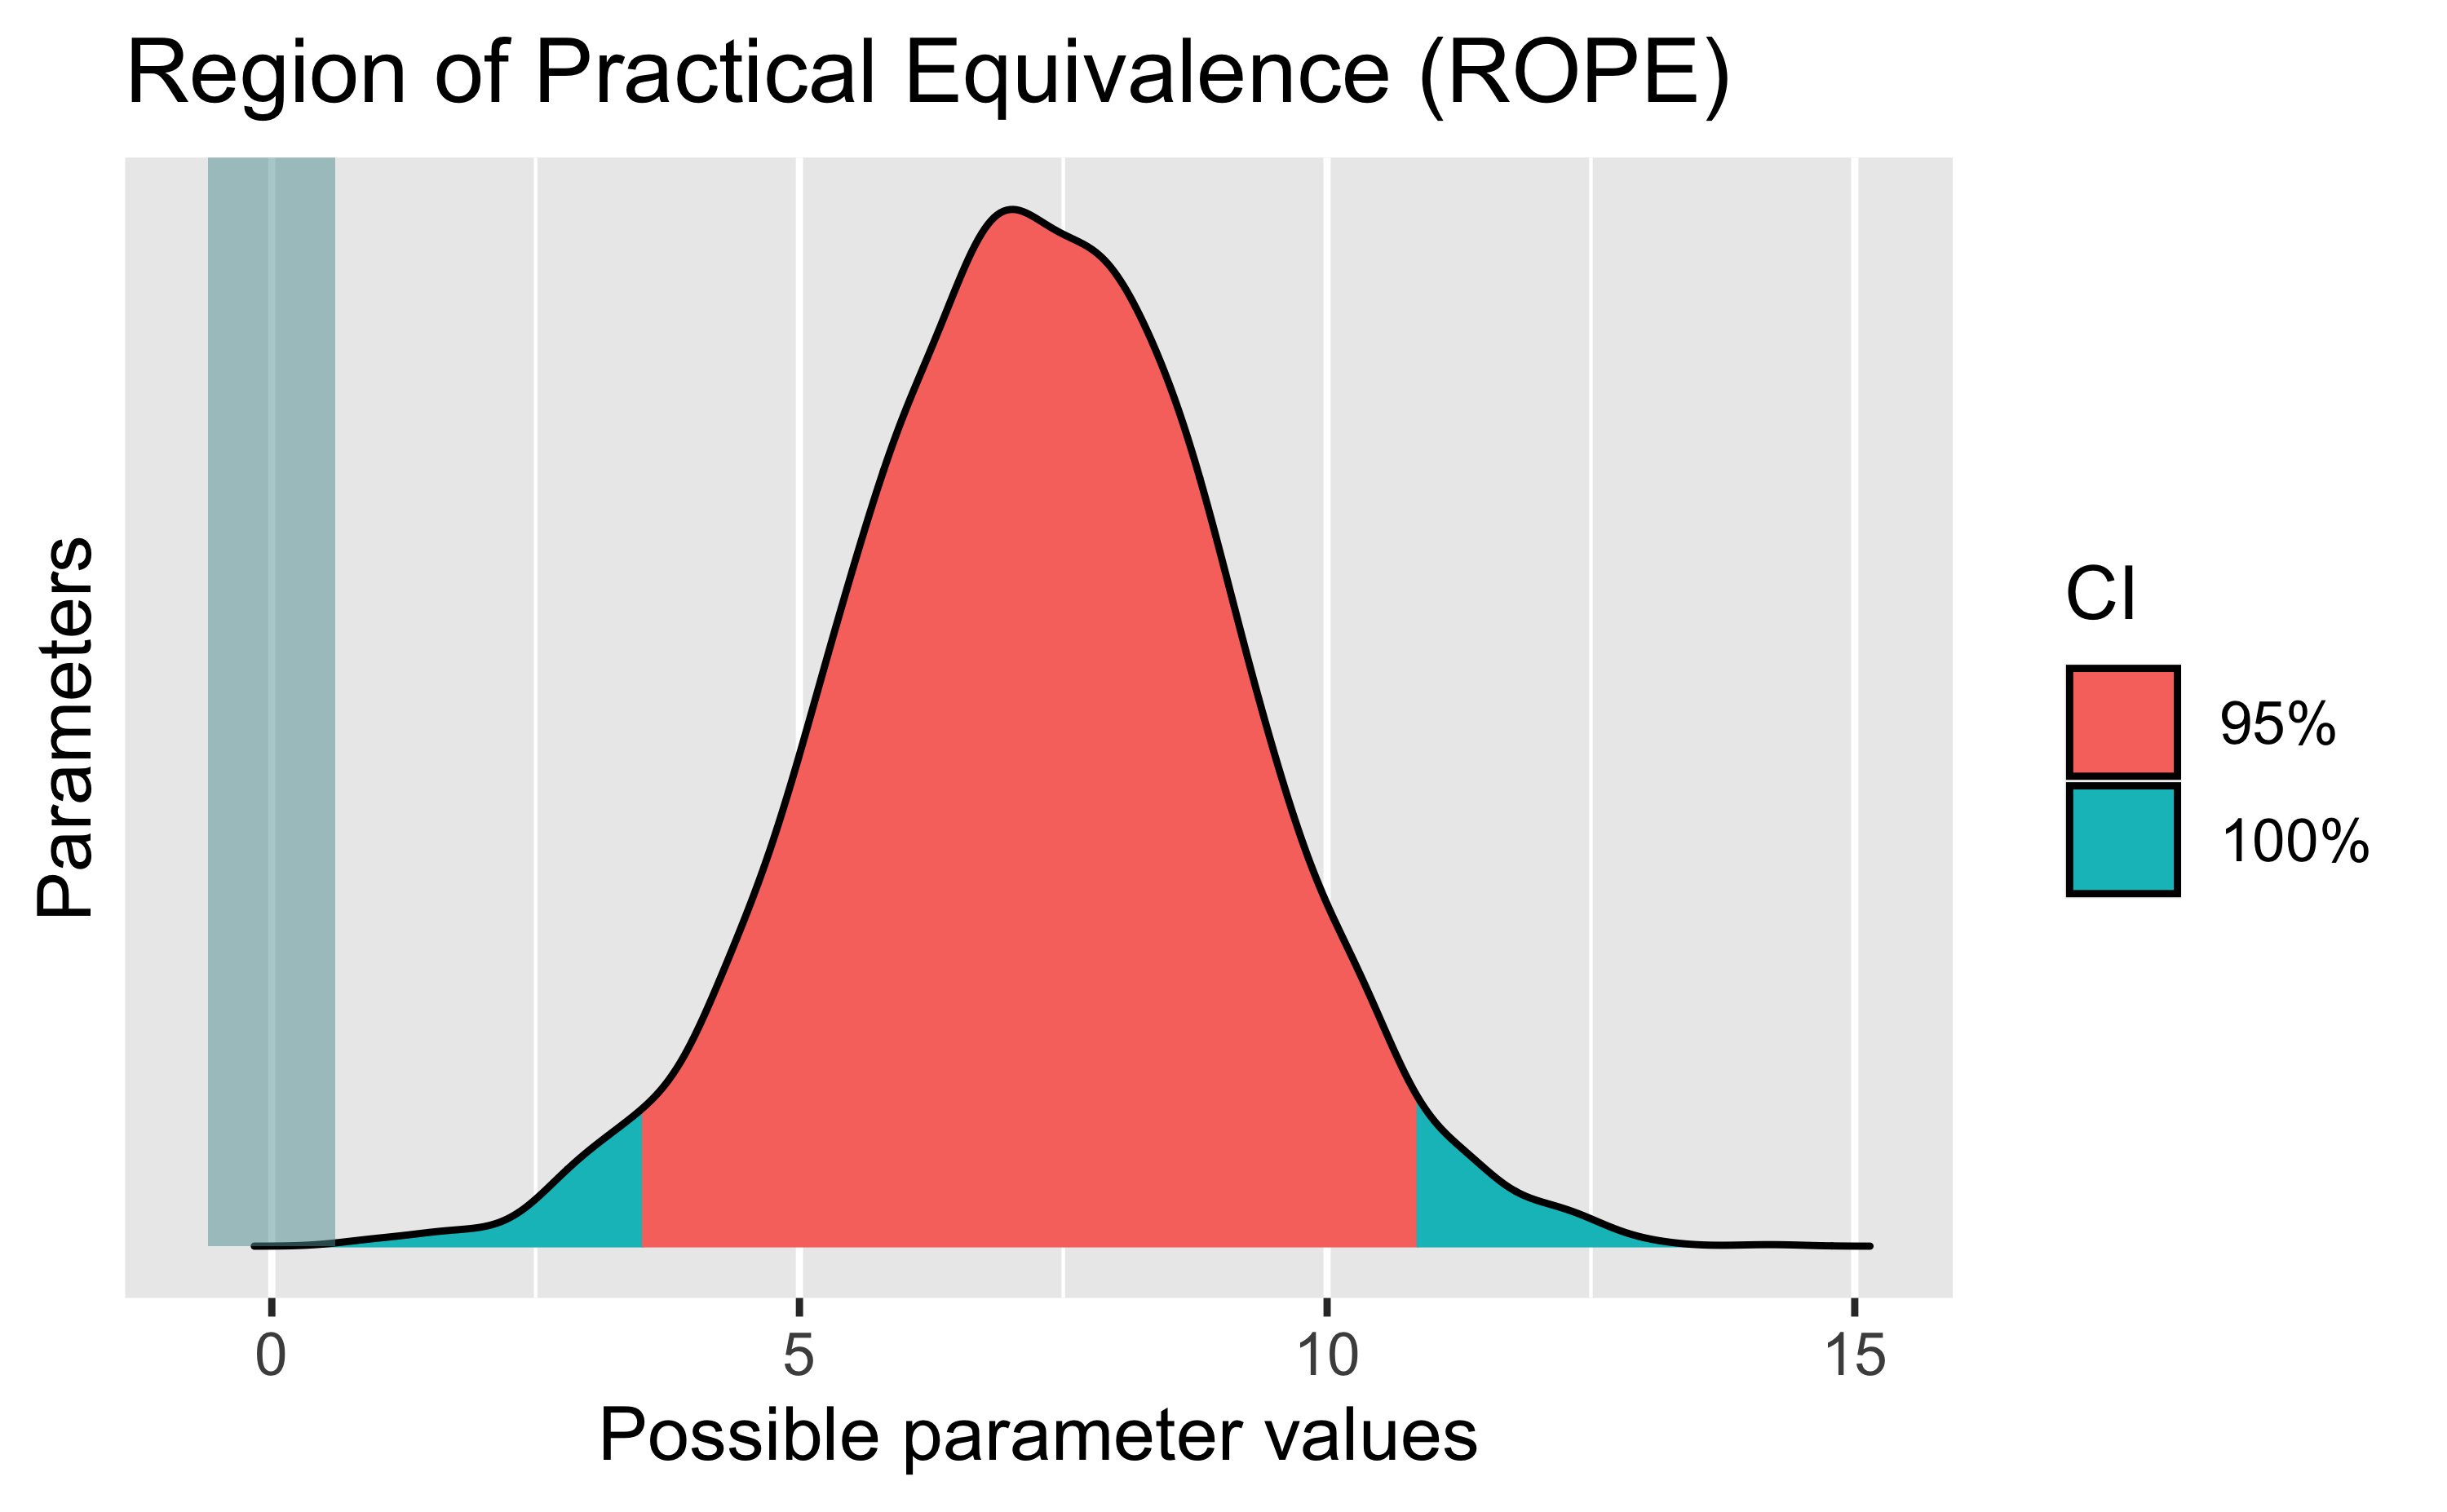 Region of Practical Equivalence (ROPE)
Parameters
CI
95%
100%
0 5 10 15
Possible parameter values